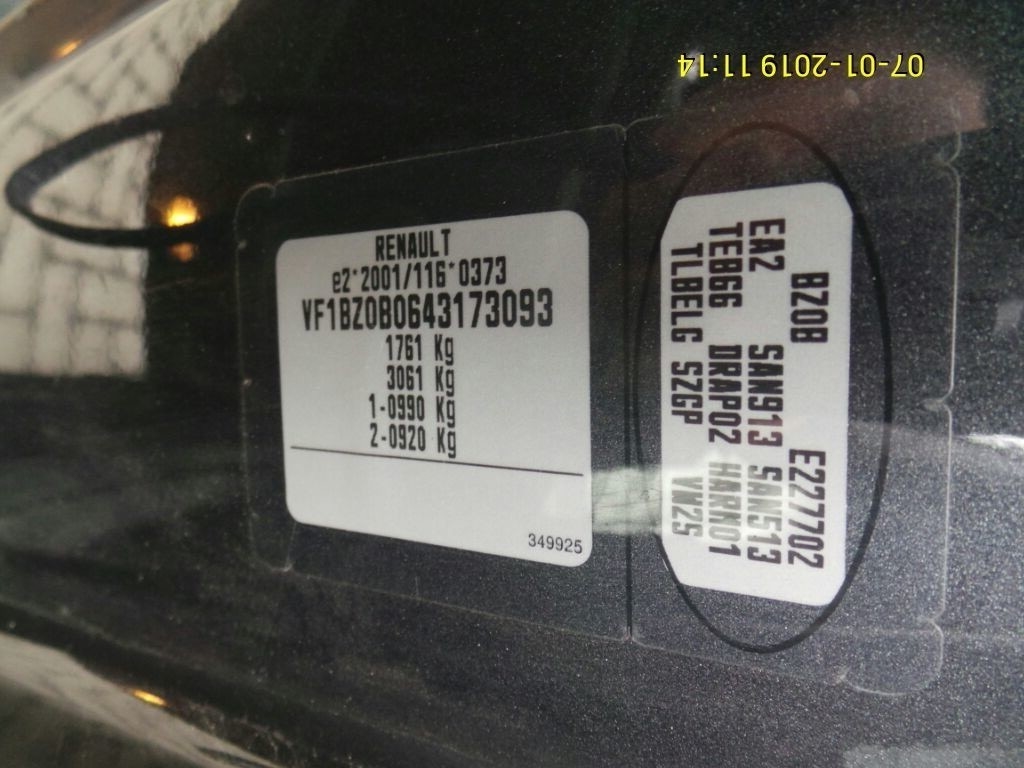 07-01-2019 11:14
RENAULT
e2*2001/116*0373
VF1BZ0B0643173093
1761 Kg
3061 Kg
1-0990 Kg
2-0920 Kg
349925
BZ0B E227702
EA2 SAN913 SAN513
TEB66 DRAP02 HARM01
TLBELG SZGP VW25